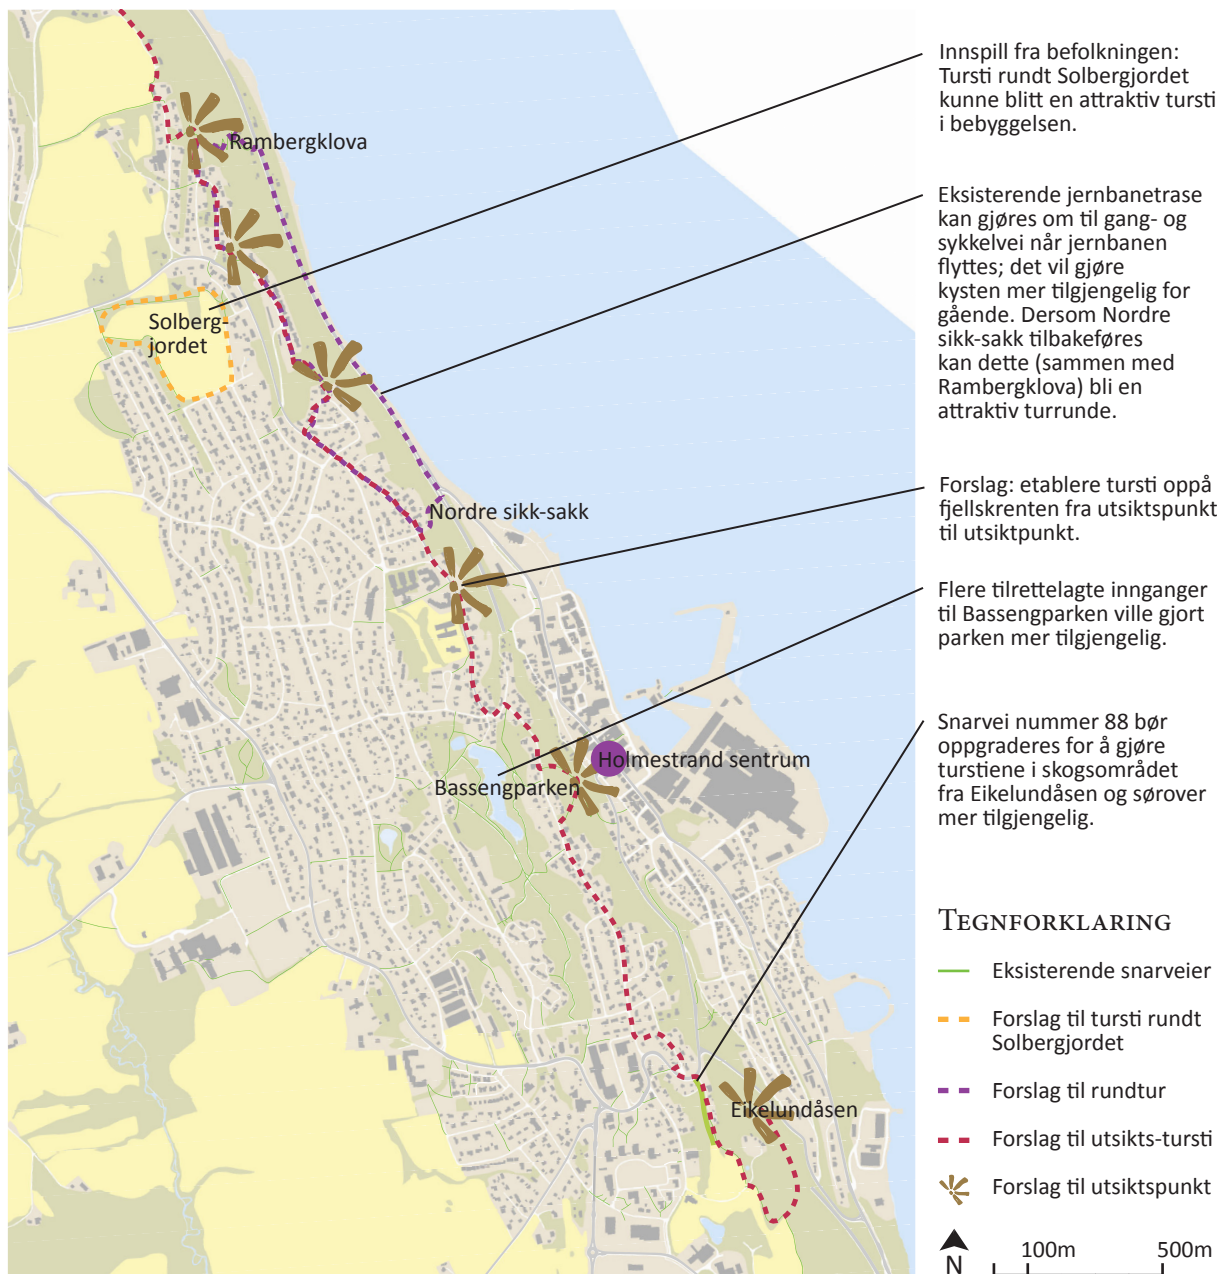 Innspill fra befolkningen:
Tursti rundt Solbergjordet
kunne blitt en attraktiv tursti
i bebyggelsen.
Eksisterende jernbanetrase
kan gjøres om til gang- og
sykkelvei når jernbanen
flyttes; det vil gjøre
kysten mer tilgjengelig for
gående. Dersom Nordre
sikk-sakk tilbakeføres
kan dette (sammen med
Rambergklova) bli en
attraktiv turrunde.
Forslag: etablere tursti oppå
fjellskrenten fra utsiktspunkt
til utsiktpunkt.
Flere tilrettelagte innganger
til Bassengparken ville gjort
parken mer tilgjengelig.
Snarvei nummer 88 bør
oppgraderes for å gjøre
turstiene i skogsområdet
fra Eikelundåsen og sørover
mer tilgjengelig.
Rambergklova
Solberg-
jordet
Nordre sikk-sakk
Holmestrand sentrum
Bassengparken
Eikelundåsen
TEGNFORKLARING
Eksisterende snarveier
Forslag til tursti rundt
Solbergjordet
Forslag til rundtur
Forslag til utsikts-tursti
Forslag til utsiktspunkt
N
100m 500m